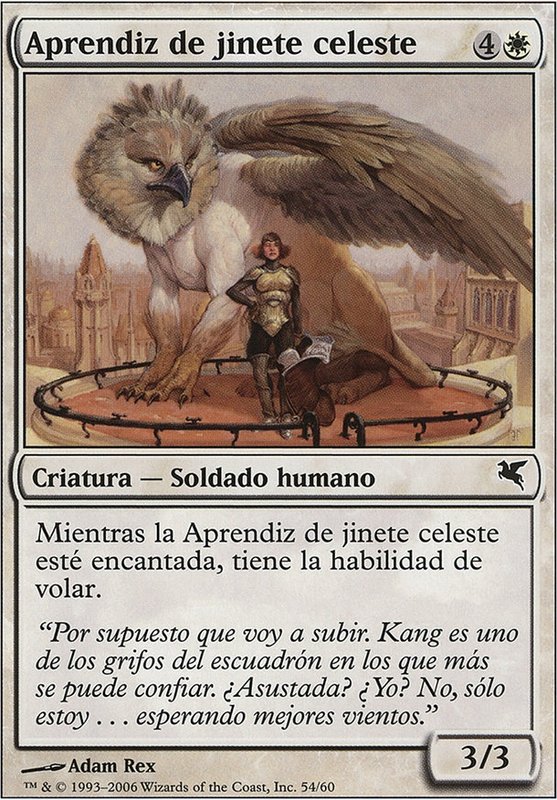 Aprendiz de jinete celeste 4
Criatura — Soldado humano
Mientras la Aprendiz de jinete celeste
esté encantada, tiene la habilidad de
volar.
“Por supuesto que voy a subir. Kang es uno
de los grifos del escuadrón en los que más
se puede confiar. ¿Asustada? ¿Yo? No, sólo
estoy . . . esperando mejores vientos.”
3/3
Adam Rex
™ & © 1993–2006 Wizards of the Coast, Inc. 54/60